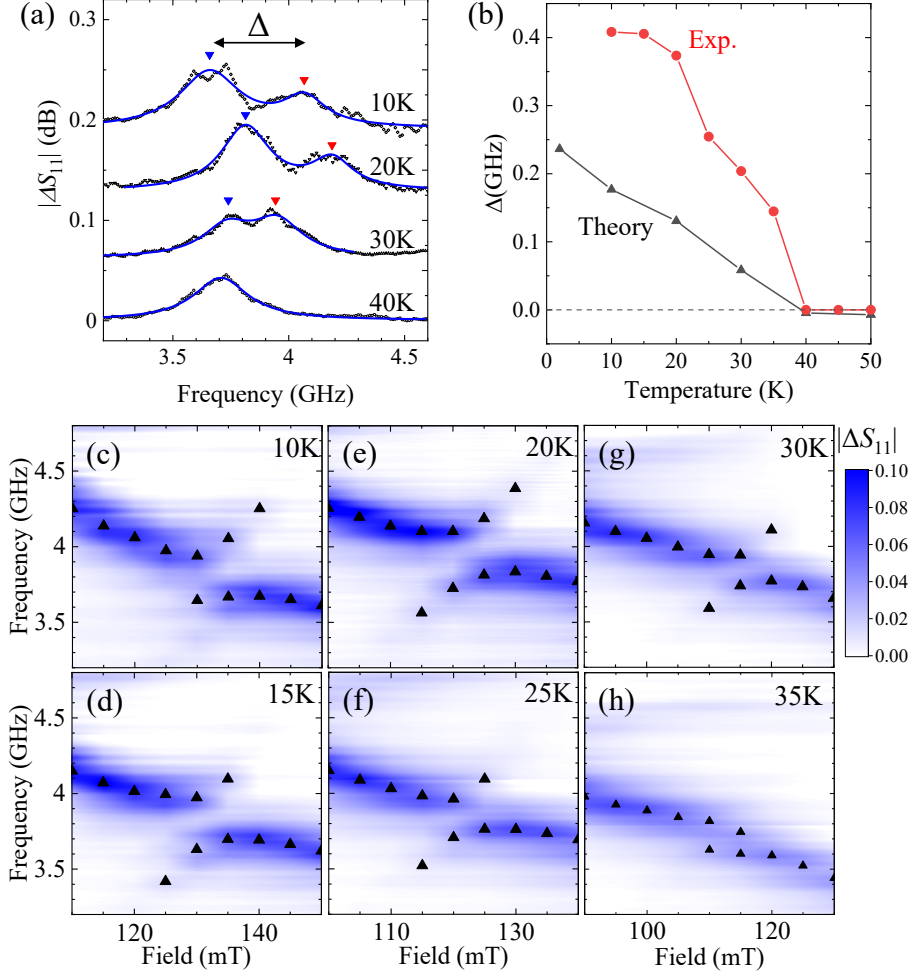 (a)
Δ
10K
20K
30K
40K
0.3
0.2
0.1
0
|ΔS₁₁| (dB)
3.5
4
4.5
Frequency (GHz)
(b)
Exp.
Theory
0.4
0.3
0.2
0.1
0.0
Δ(GHz)
0
10
20
30
40
50
Temperature (K)
(c)
10K
(e)
20K
(g)
30K
|ΔS₁₁|
4.5
4
3.5
Frequency (GHz)
0.10
0.08
0.06
0.04
0.02
0.00
(d)
15K
(f)
25K
(h)
35K
4.5
4
3.5
Frequency (GHz)
120
140
110
130
100
120
Field (mT)
Field (mT)
Field (mT)